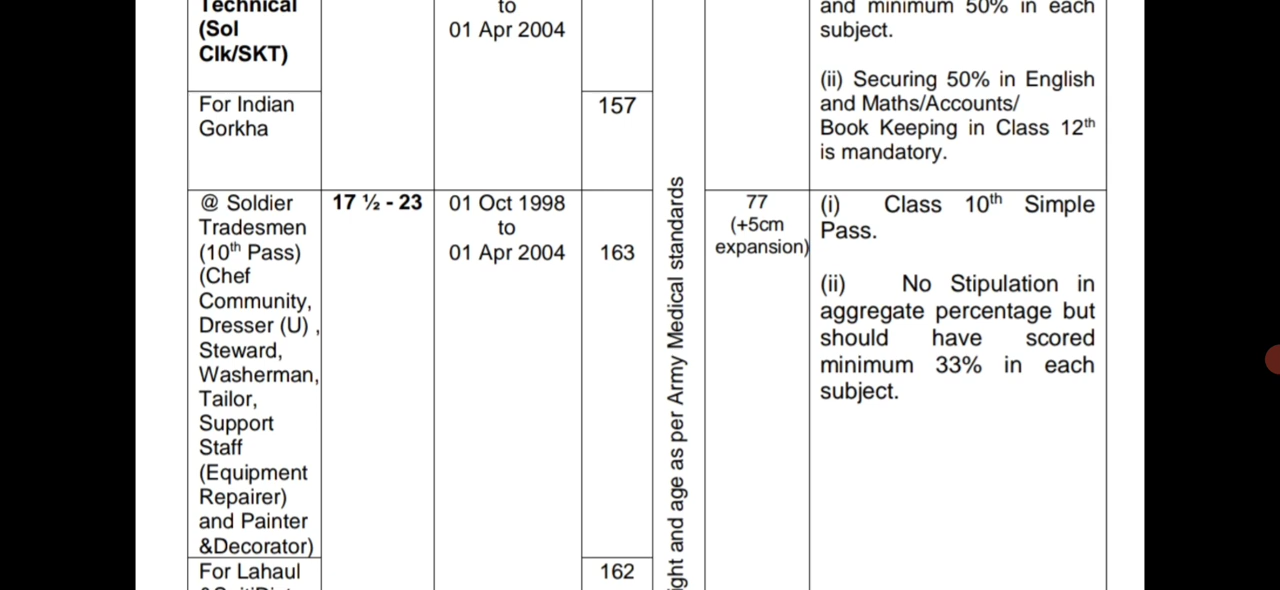 Technical
(Sol
Clk/SKT)
to
01 Apr 2004
and minimum 50% in each
subject.
(ii) Securing 50% in English
and Maths/Accounts/
Book Keeping in Class 12th
is mandatory.
For Indian
Gorkha
157
@ Soldier
Tradesmen
(10th Pass)
(Chef
Community,
Dresser (U) ,
Steward,
Washerman,
Tailor,
Support
Staff
(Equipment
Repairer)
and Painter
&Decorator)
17 ½ - 23
01 Oct 1998
to
01 Apr 2004
163
ight and age as per Army Medical standards
77
(+5cm
expansion)
(i) Class 10th Simple
Pass.
(ii) No Stipulation in
aggregate percentage but
should have scored
minimum 33% in each
subject.
For Lahaul
162